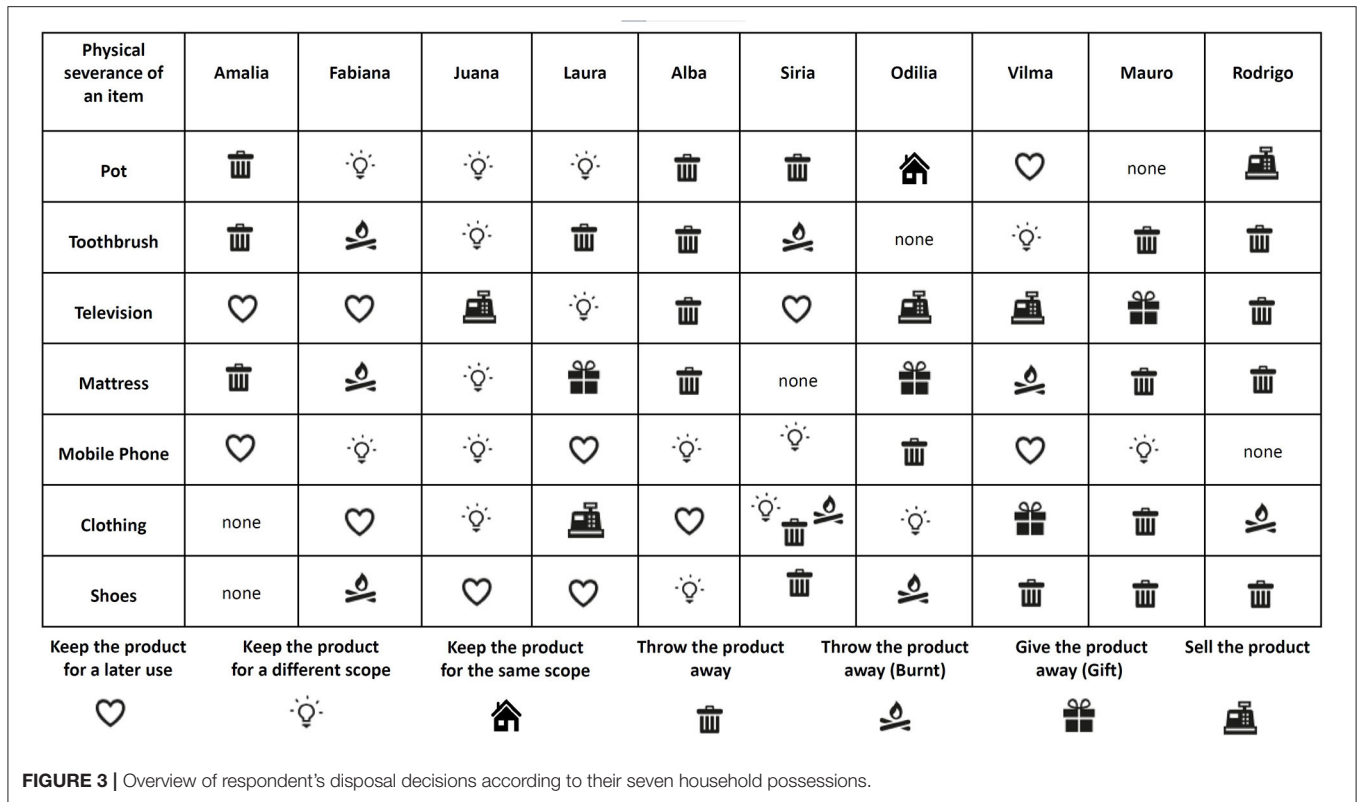 Physical severance of an item Amalia Fabiana Juana Laura Alba Siria Odilia Vilma Mauro Rodrigo
Pot none
Toothbrush none
Television
Mattress none
Mobile Phone none
Clothing none
Shoes none
Keep the product for a later use
Keep the product for a different scope
Keep the product for the same scope
Throw the product away
Throw the product away (Burnt)
Give the product away (Gift)
Sell the product
FIGURE 3 | Overview of respondent's disposal decisions according to their seven household possessions.